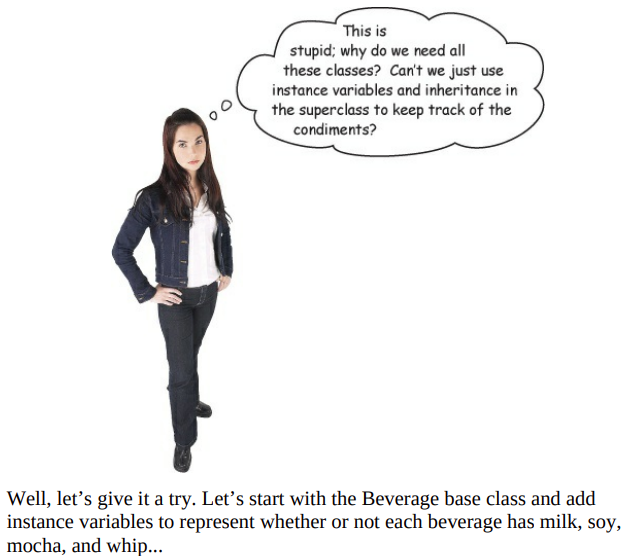 This is
stupid; why do we need all
these classes? Can't we just use
instance variables and inheritance in
the superclass to keep track of the
condiments?
Well, let’s give it a try. Let’s start with the Beverage base class and add
instance variables to represent whether or not each beverage has milk, soy,
mocha, and whip...